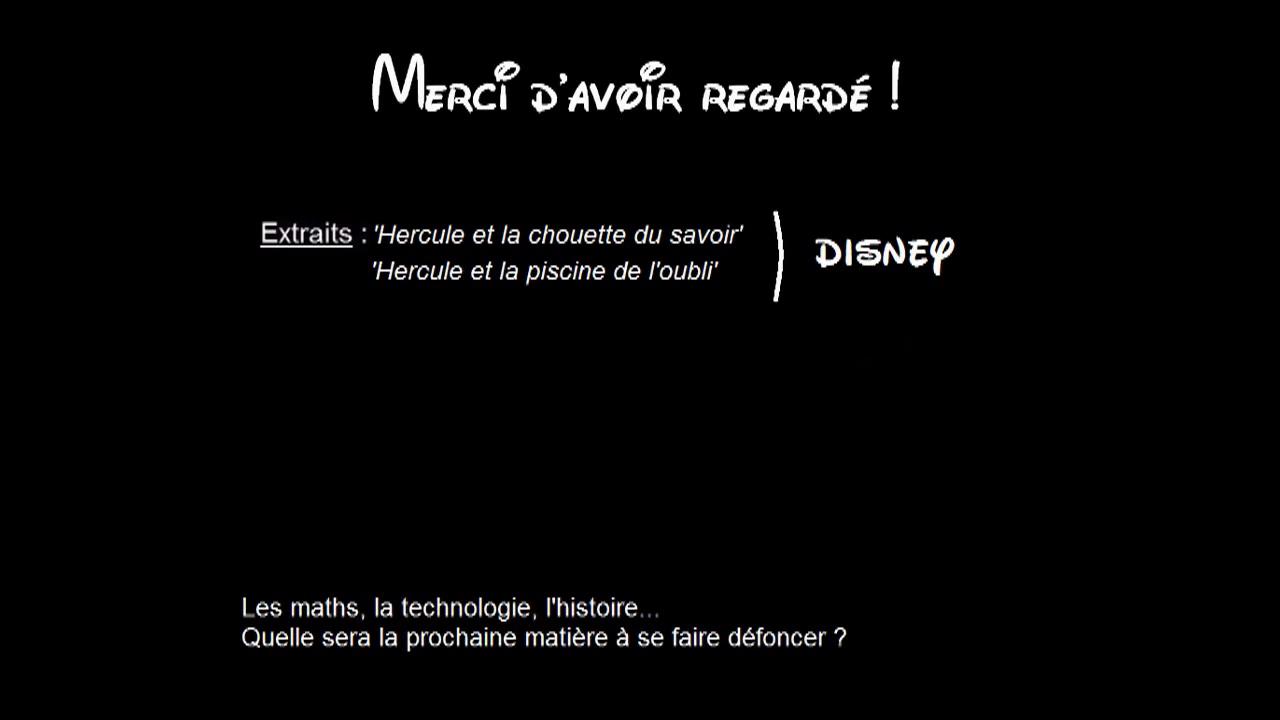 Merci d'avoir regardé !
Extraits : 'Hercule et la chouette du savoir'
'Hercule et la piscine de l'oubli'
DISNEY
Les maths, la technologie, l'histoire...
Quelle sera la prochaine matière à se faire défoncer ?